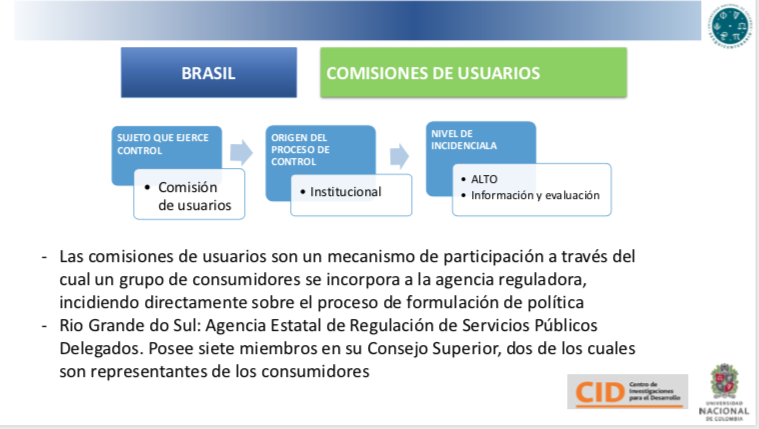 BRASIL
COMISIONES DE USUARIOS
SUJETO QUE EJERCE
CONTROL
• Comisión
de usuarios
ORIGEN DEL
PROCESO DE
CONTROL
• Institucional
NIVEL DE
INCIDENCIALA
• ALTO
• Información y evaluación
- Las comisiones de usuarios son un mecanismo de participación a través del
cual un grupo de consumidores se incorpora a la agencia reguladora,
incidiendo directamente sobre el proceso de formulación de política
- Rio Grande do Sul: Agencia Estatal de Regulación de Servicios Públicos
Delegados. Posee siete miembros en su Consejo Superior, dos de los cuales
son representantes de los consumidores
CID
Centro de
Investigaciones
para el Desarrollo
UNIVERSIDAD
NACIONAL
DE COLOMBIA